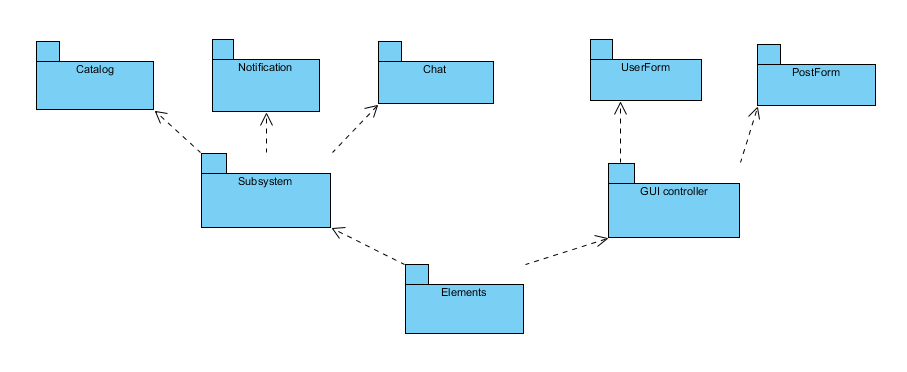 Catalog
Notification
Chat
UserForm
PostForm
Subsystem
GUI controller
Elements